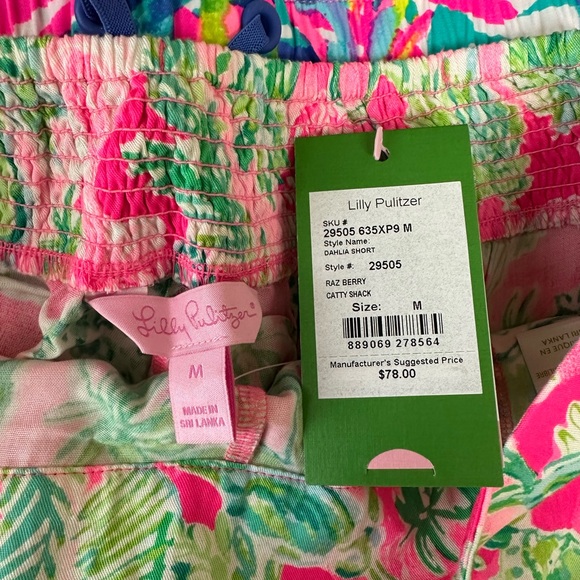 Lilly Pulitzer
SKU #
29505 635XP9 M
Style Name:
DAHLIA SHORT
Style #: 29505
RAZ BERRY
CATTY SHACK
Size: M
889069 278564
Manufacturer's Suggested Price
$78.00
Lilly Pulitzer
M
MADE IN
SRI LANKA